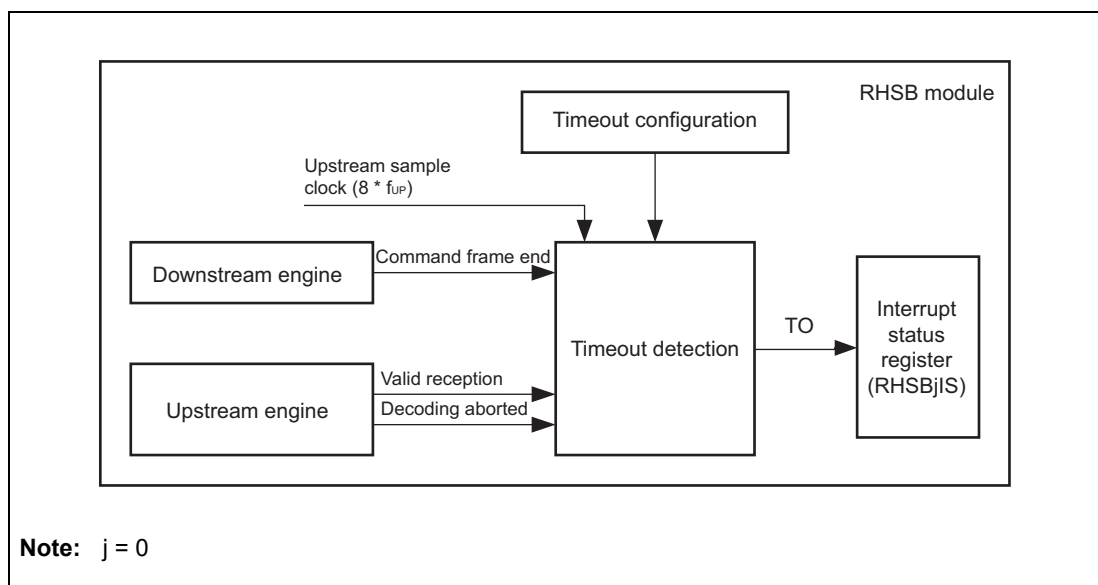 RHSB module
Timeout configuration
Upstream sample
clock (8 * fUP)
Downstream engine
Command frame end
Timeout detection
TO
Interrupt
status
register
(RHSBjIS)
Upstream engine
Valid reception
Decoding aborted
Note: j = 0